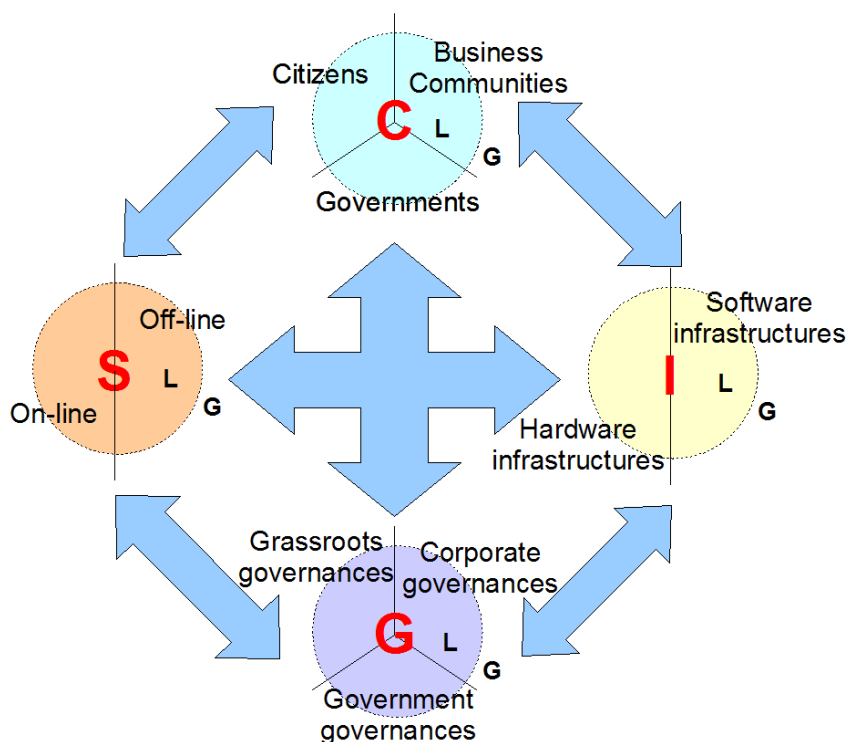 Citizens
Business
Communities
C
L
G
Governments
Off-line
S
L
G
On-line
Software
infrastructures
I
L
G
Hardware
infrastructures
Grassroots
governances
Corporate
governances
G
L
G
Government
governances